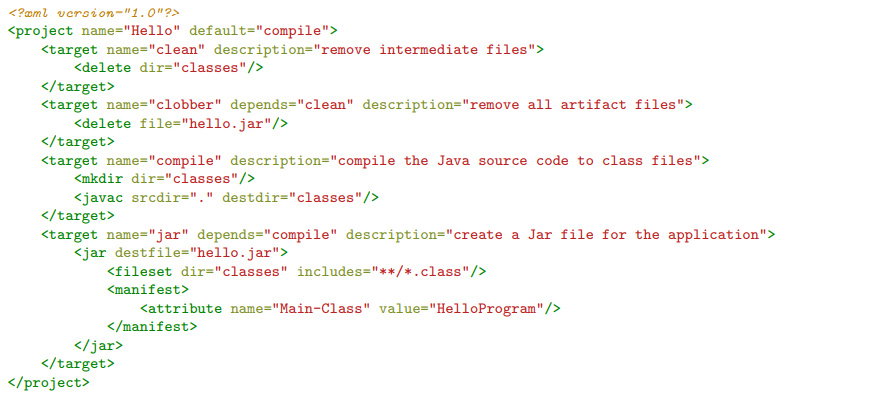 <?xml version="1.0"?>
<project name="Hello" default="compile">
    <target name="clean" description="remove intermediate files">
        <delete dir="classes"/>
    </target>
    <target name="clobber" depends="clean" description="remove all artifact files">
        <delete file="hello.jar"/>
    </target>
    <target name="compile" description="compile the Java source code to class files">
        <mkdir dir="classes"/>
        <javac srcdir="." destdir="classes"/>
    </target>
    <target name="jar" depends="compile" description="create a Jar file for the application">
        <jar destfile="hello.jar">
            <fileset dir="classes" includes="**/*.class"/>
            <manifest>
                <attribute name="Main-Class" value="HelloProgram"/>
            </manifest>
        </jar>
    </target>
</project>